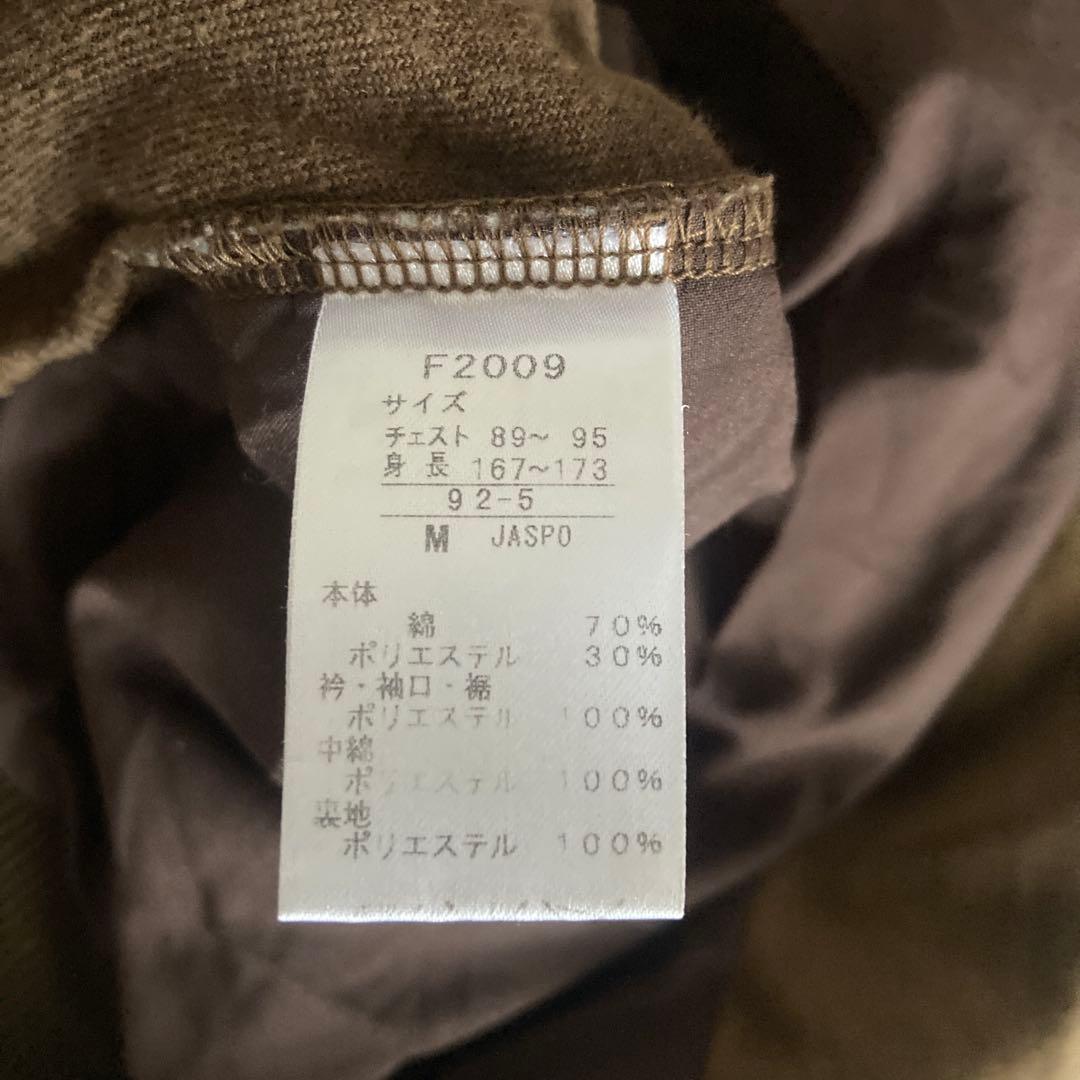 F2009
サイズ
チェスト 89〜 95
身 長 167〜173
92-5
M JASPO
本体
綿 70%
ポリエステル 30%
衿・袖口・裾
ポリエステル 100%
中綿
ポリエステル 100%
裏地
ポリエステル 100%